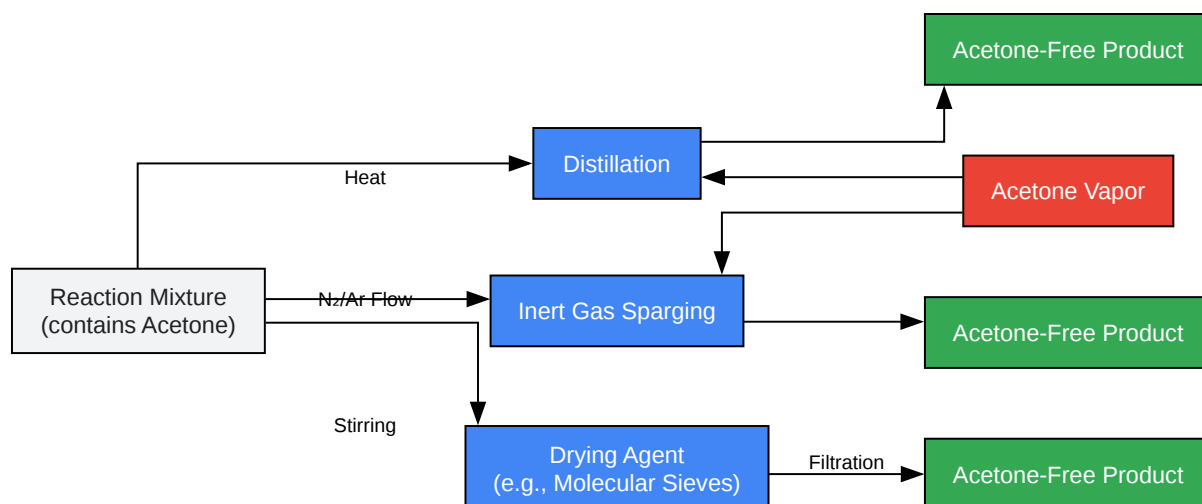 Acetone-Free Product
Distillation
Heat
Acetone Vapor
Reaction Mixture
(contains Acetone)
N₂/Ar Flow
Inert Gas Sparging
Acetone-Free Product
Stirring
Drying Agent
(e.g., Molecular Sieves)
Filtration
Acetone-Free Product